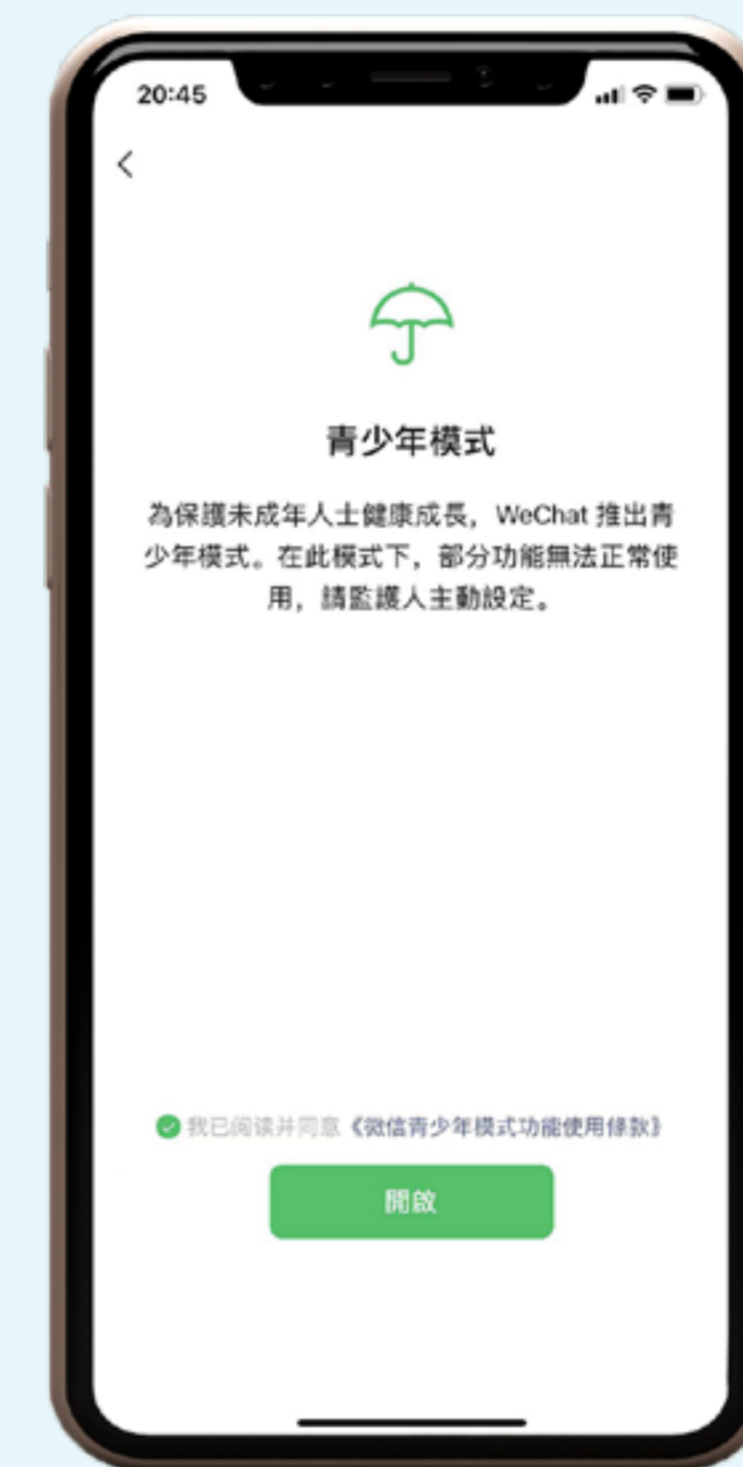 20:45
青少年模式
為保護未成年人士健康成長，WeChat 推出青
少年模式。在此模式下，部分功能無法正常使
用，請監護人主動設定。
我已阅读并同意《微信青少年模式功能使用條款》
開啟